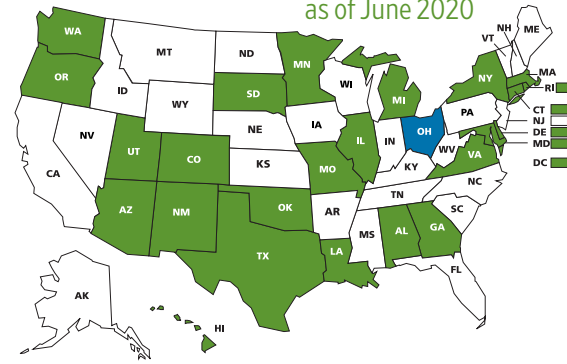 as of June 2020
WA
MT
ND
MN
VT
NH
ME
OR
ID
SD
WI
MI
NY
MA
RI
WY
IA
PA
CT
NJ
NV
NE
IL
IN
OH
DE
MD
UT
CO
KS
MO
WV
VA
DC
CA
KY
AZ
NM
OK
AR
TN
NC
SC
TX
LA
MS
AL
GA
FL
AK
HI